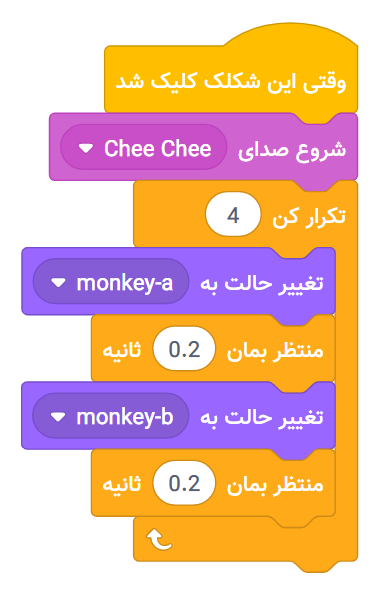 وقتی این شکلک کلیک شد
شروع صدای Chee Chee
تکرار کن 4
تغییر حالت به monkey-a
منتظر بمان 0.2 ثانیه
تغییر حالت به monkey-b
منتظر بمان 0.2 ثانیه